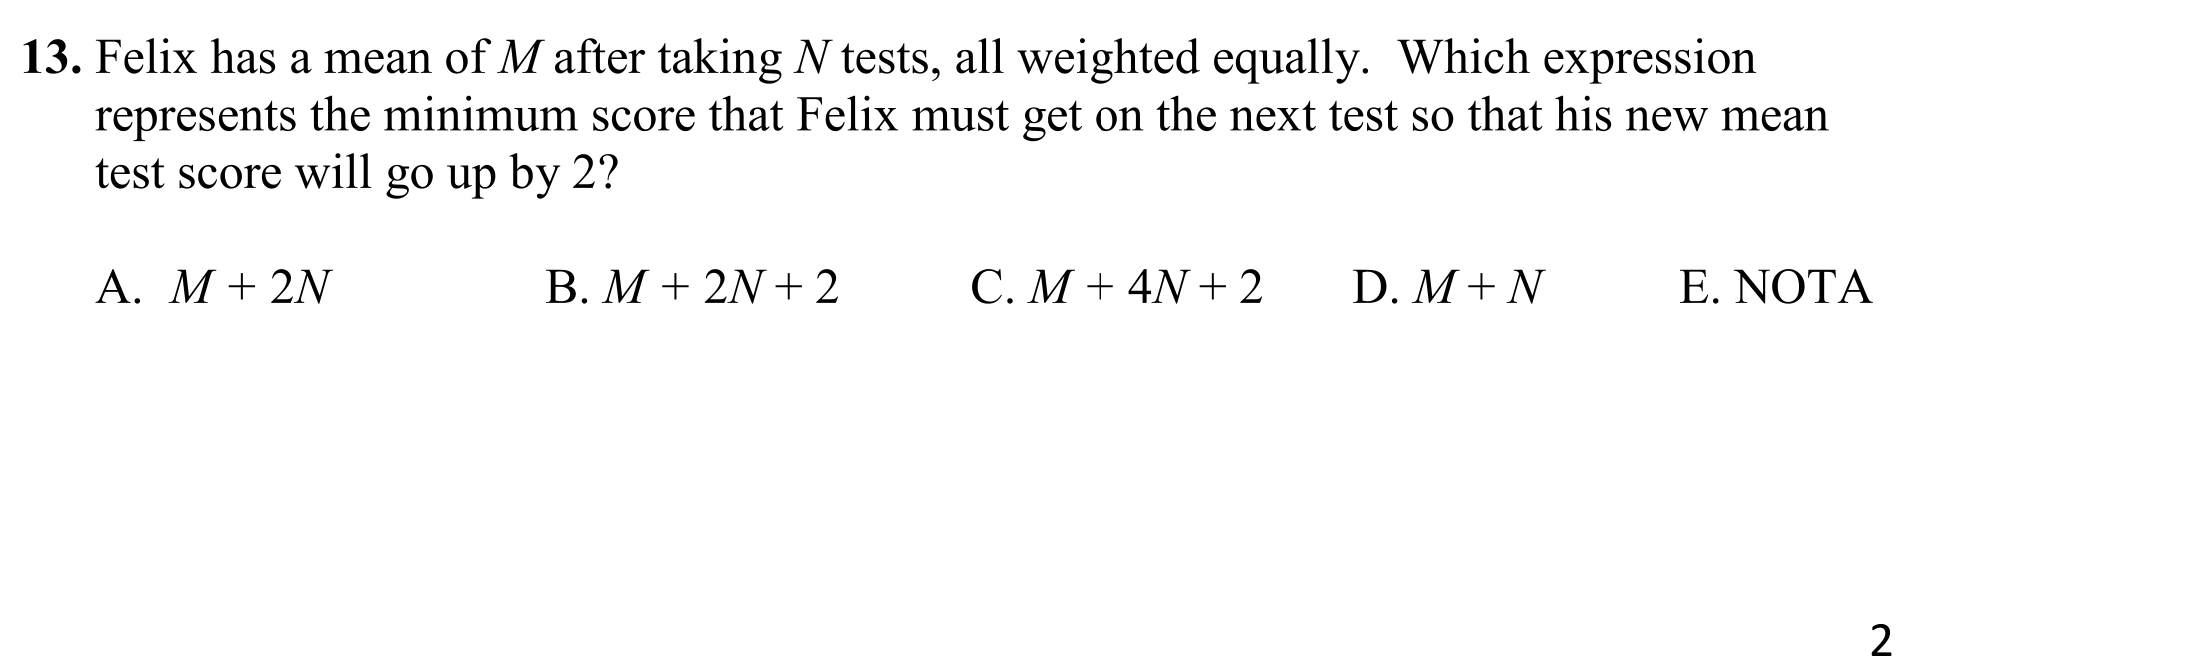 13. Felix has a mean of M after taking N tests, all weighted equally. Which expression
represents the minimum score that Felix must get on the next test so that his new mean
test score will go up by 2?
A. M + 2N B. M + 2N + 2 C. M + 4N + 2 D. M + N E. NOTA
2